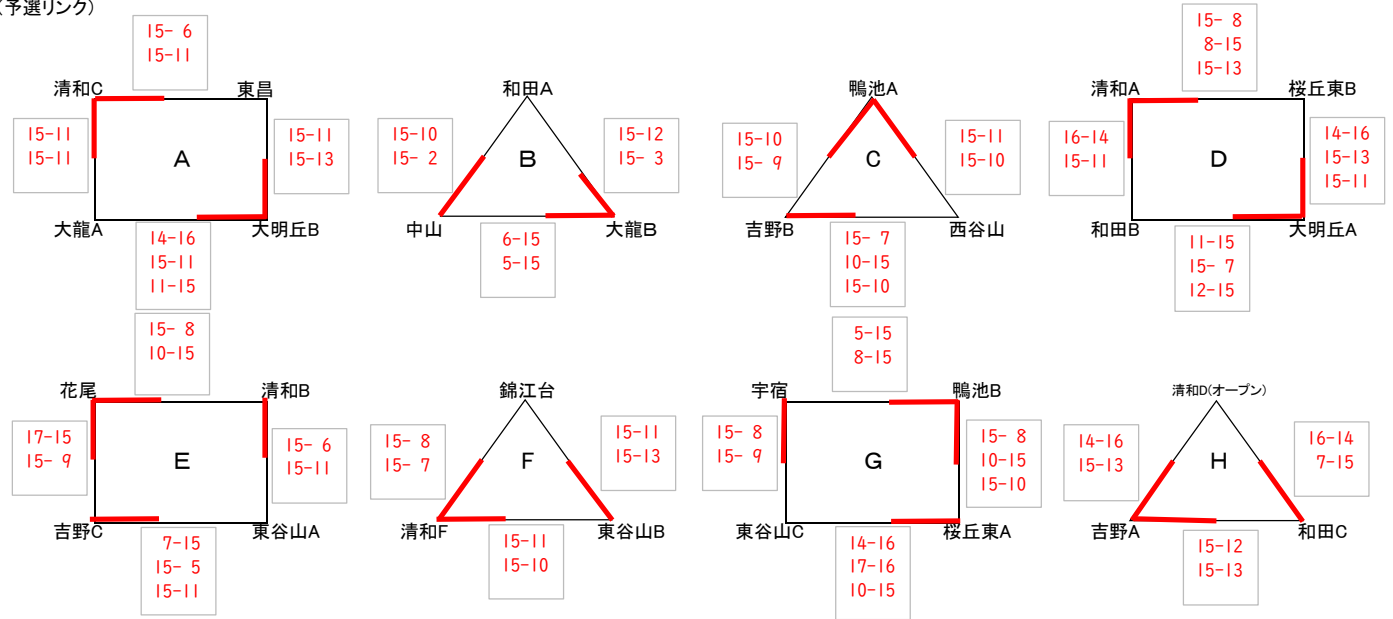 (予選リンク)
15- 6
15-11
清和C
東昌
15-11
15-11
A
15-11
15-13
大龍A
大明丘B
14-16
15-11
11-15
和田A
15-10
15- 2
B
15-12
15- 3
中山
大龍B
6-15
5-15
鴨池A
15-10
15- 9
C
15-11
15-10
吉野B
西谷山
15- 7
10-15
15-10
15- 8
8-15
15-13
清和A
桜丘東B
16-14
15-11
D
14-16
15-13
15-11
和田B
大明丘A
11-15
15- 7
12-15
15- 8
10-15
花尾
清和B
17-15
15- 9
E
15- 6
15-11
吉野C
東谷山A
7-15
15- 5
15-11
錦江台
15- 8
15- 7
F
15-11
15-13
清和F
東谷山B
15-11
15-10
5-15
8-15
宇宿
鴨池B
15- 8
15- 9
G
15- 8
10-15
15-10
東谷山C
桜丘東A
14-16
17-16
10-15
清和D(オープン)
14-16
15-13
H
16-14
7-15
吉野A
和田C
15-12
15-13